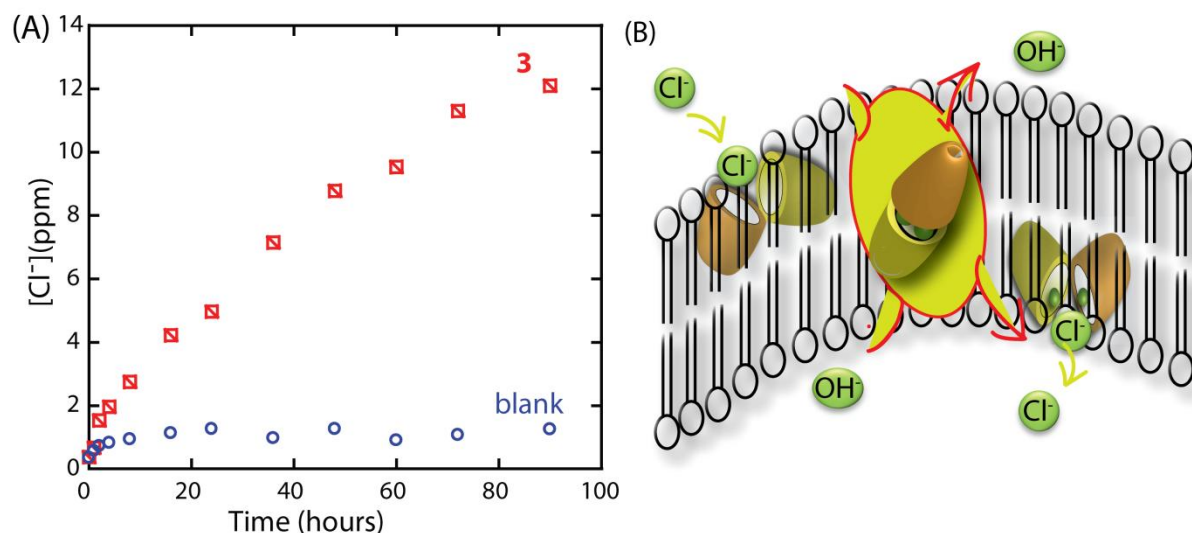 (A)
14
12
10
8
6
4
2
0
[Cl⁻](ppm)
3
blank
0 20 40 60 80 100
Time (hours)
(B)
OH⁻
Cl⁻
Cl⁻
Cl⁻
OH⁻
Cl⁻